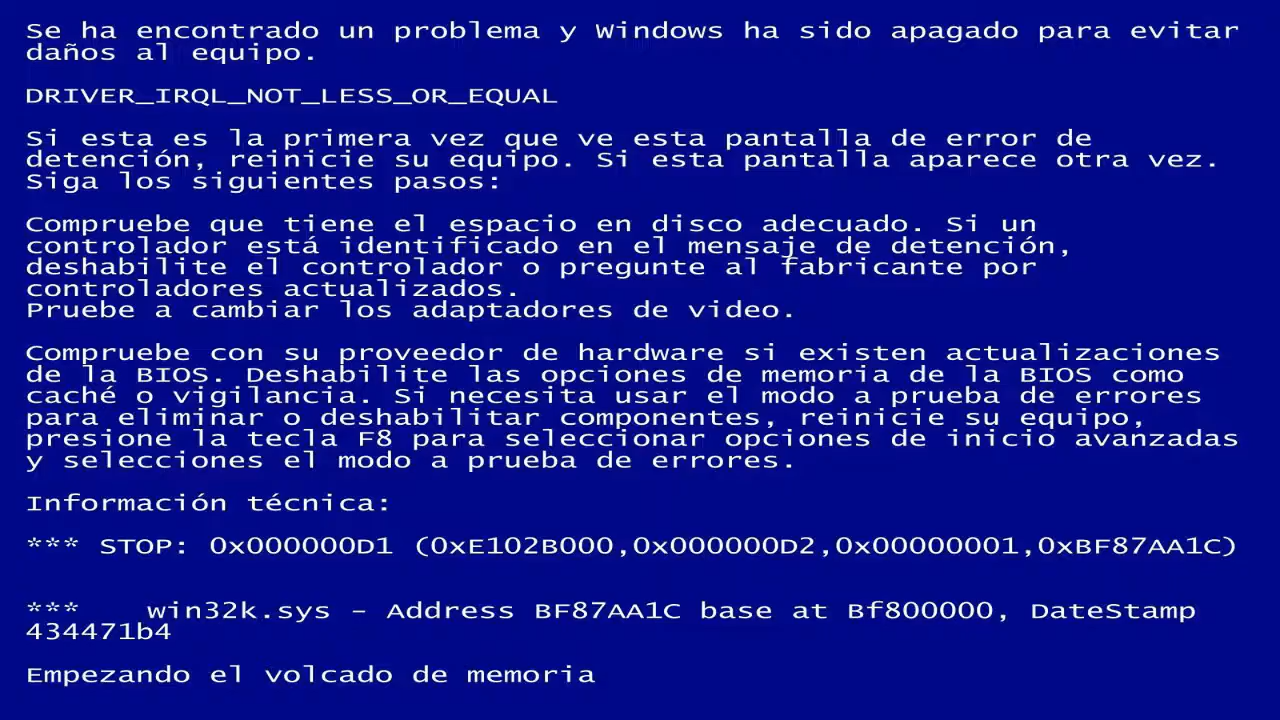 Se ha encontrado un problema y Windows ha sido apagado para evitar
daños al equipo.
DRIVER_IRQL_NOT_LESS_OR_EQUAL
Si esta es la primera vez que ve esta pantalla de error de
detención, reinicie su equipo. Si esta pantalla aparece otra vez.
Siga los siguientes pasos:
Compruebe que tiene el espacio en disco adecuado. Si un
controlador está identificado en el mensaje de detención,
deshabilite el controlador o pregunte al fabricante por
controladores actualizados.
Pruebe a cambiar los adaptadores de video.
Compruebe con su proveedor de hardware si existen actualizaciones
de la BIOS. Deshabilite las opciones de memoria de la BIOS como
caché o vigilancia. Si necesita usar el modo a prueba de errores
para eliminar o deshabilitar componentes, reinicie su equipo,
presione la tecla F8 para seleccionar opciones de inicio avanzadas
y selecciones el modo a prueba de errores.
Información técnica:
*** STOP: 0x000000D1 (0xE102B000,0x000000D2,0x00000001,0xBF87AA1C)
*** win32k.sys – Address BF87AA1C base at Bf800000, DateStamp
434471b4
Empezando el volcado de memoria